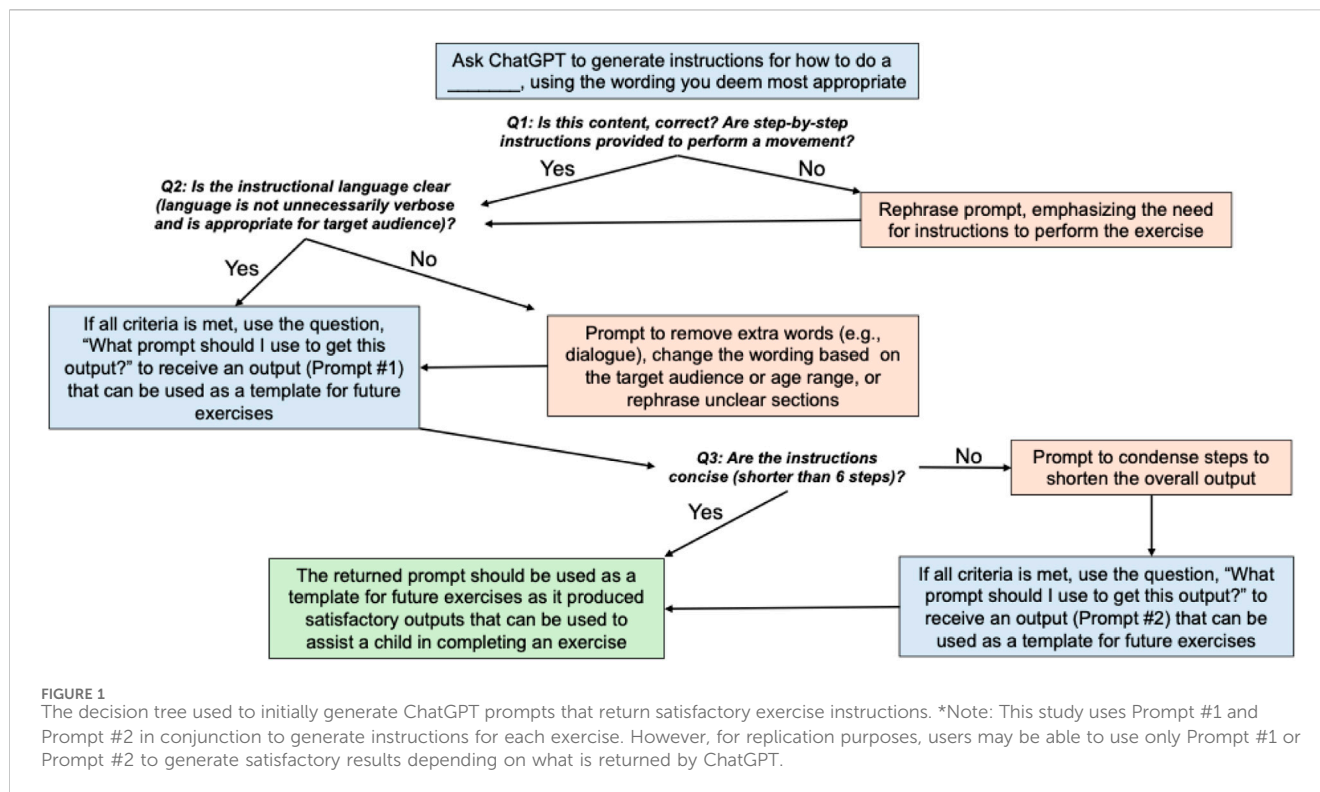 Ask ChatGPT to generate instructions for how to do a
_______, using the wording you deem most appropriate
Q1: Is this content, correct? Are step-by-step
instructions provided to perform a movement?
Yes
No
Q2: Is the instructional language clear
(language is not unnecessarily verbose
and is appropriate for target audience)?
Rephrase prompt, emphasizing the need
for instructions to perform the exercise
Yes
No
If all criteria is met, use the question,
“What prompt should I use to get this
output?” to receive an output (Prompt #1)
that can be used as a template for future
exercises
Prompt to remove extra words (e.g.,
dialogue), change the wording based on
the target audience or age range, or
rephrase unclear sections
Q3: Are the instructions
concise (shorter than 6 steps)?
No
Prompt to condense steps to
shorten the overall output
Yes
The returned prompt should be used as a
template for future exercises as it produced
satisfactory outputs that can be used to
assist a child in completing an exercise
If all criteria is met, use the question, “What
prompt should I use to get this output?” to
receive an output (Prompt #2) that can be
used as a template for future exercises
FIGURE 1
The decision tree used to initially generate ChatGPT prompts that return satisfactory exercise instructions. *Note: This study uses Prompt #1 and
Prompt #2 in conjunction to generate instructions for each exercise. However, for replication purposes, users may be able to use only Prompt #1 or
Prompt #2 to generate satisfactory results depending on what is returned by ChatGPT.